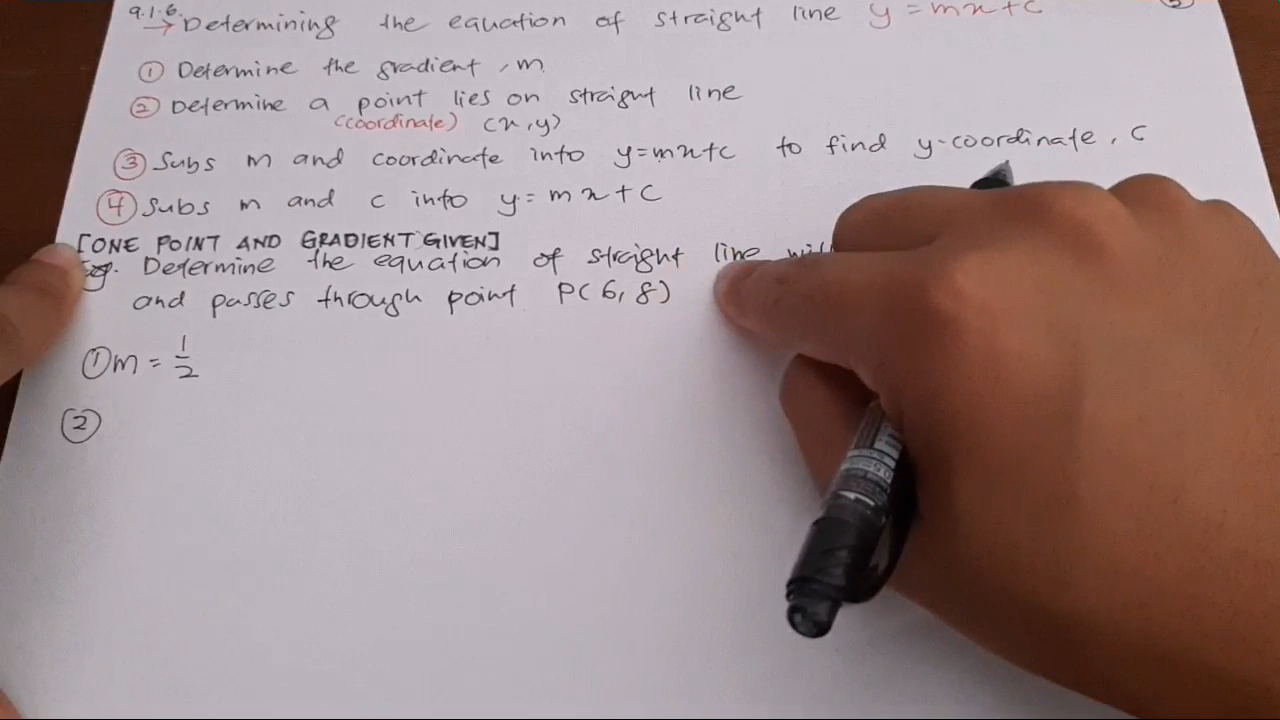 9.1.6.
→ Determining the equation of straight line y = mx + c
① Determine the gradient, m.
② Determine a point lies on straight line
(coordinate) (x, y)
③ Subs m and coordinate into y=mx+c to find y-coordinate, c
④ Subs m and c into y = mx + c
[ONE POINT AND GRADIENT GIVEN]
Eg. Determine the equation of straight line
and passes through point P(6, 8)
① m = 1/2
②